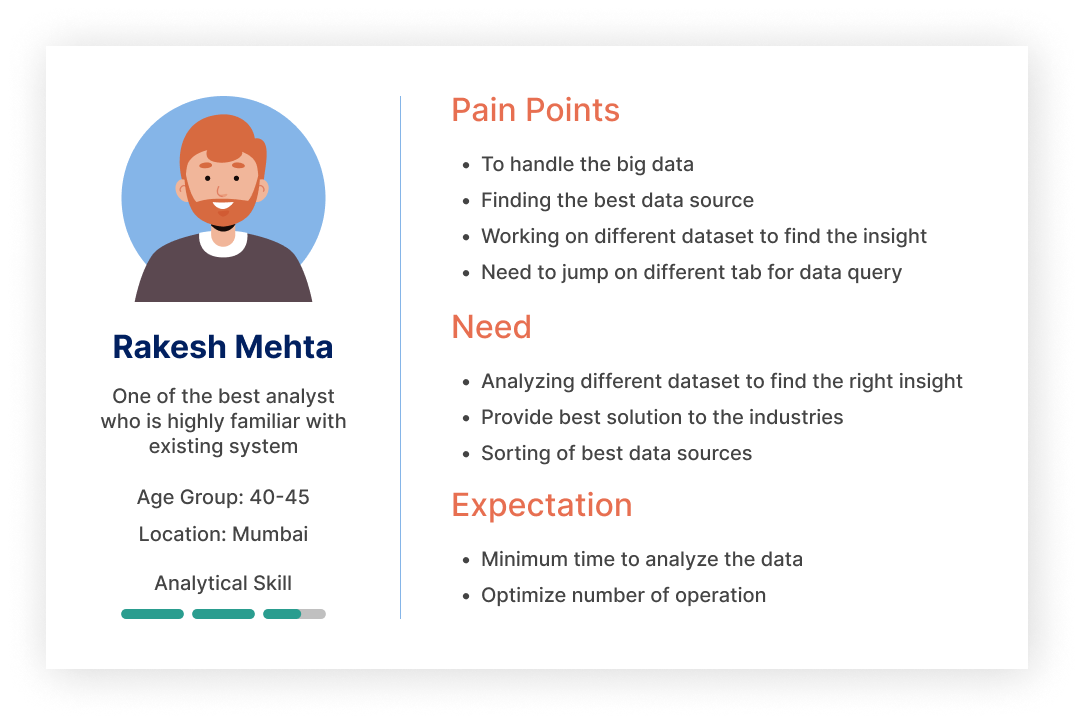 Rakesh Mehta
One of the best analyst
who is highly familiar with
existing system
Age Group: 40-45
Location: Mumbai
Analytical Skill
Pain Points
• To handle the big data
• Finding the best data source
• Working on different dataset to find the insight
• Need to jump on different tab for data query
Need
• Analyzing different dataset to find the right insight
• Provide best solution to the industries
• Sorting of best data sources
Expectation
• Minimum time to analyze the data
• Optimize number of operation